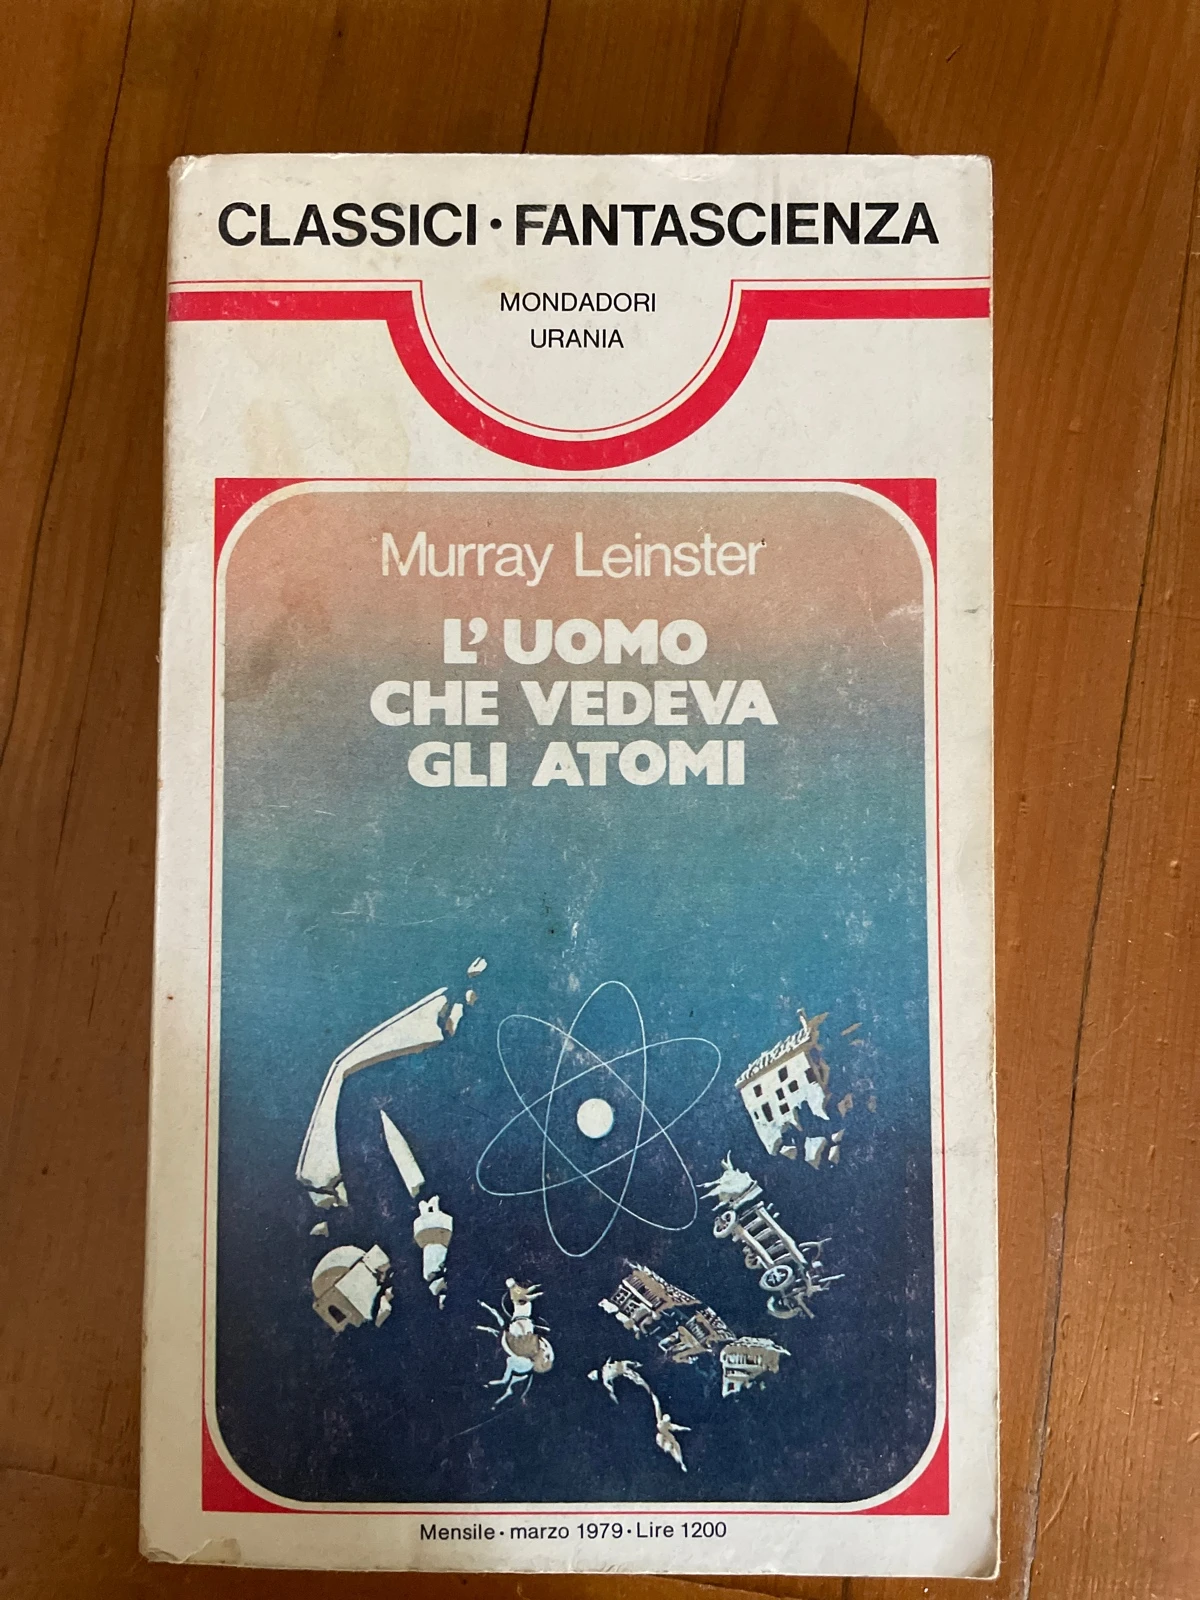 CLASSICI • FANTASCIENZA
MONDADORI
URANIA
Murray Leinster
L'UOMO
CHE VEDEVA
GLI ATOMI
Mensile • marzo 1979 • Lire 1200